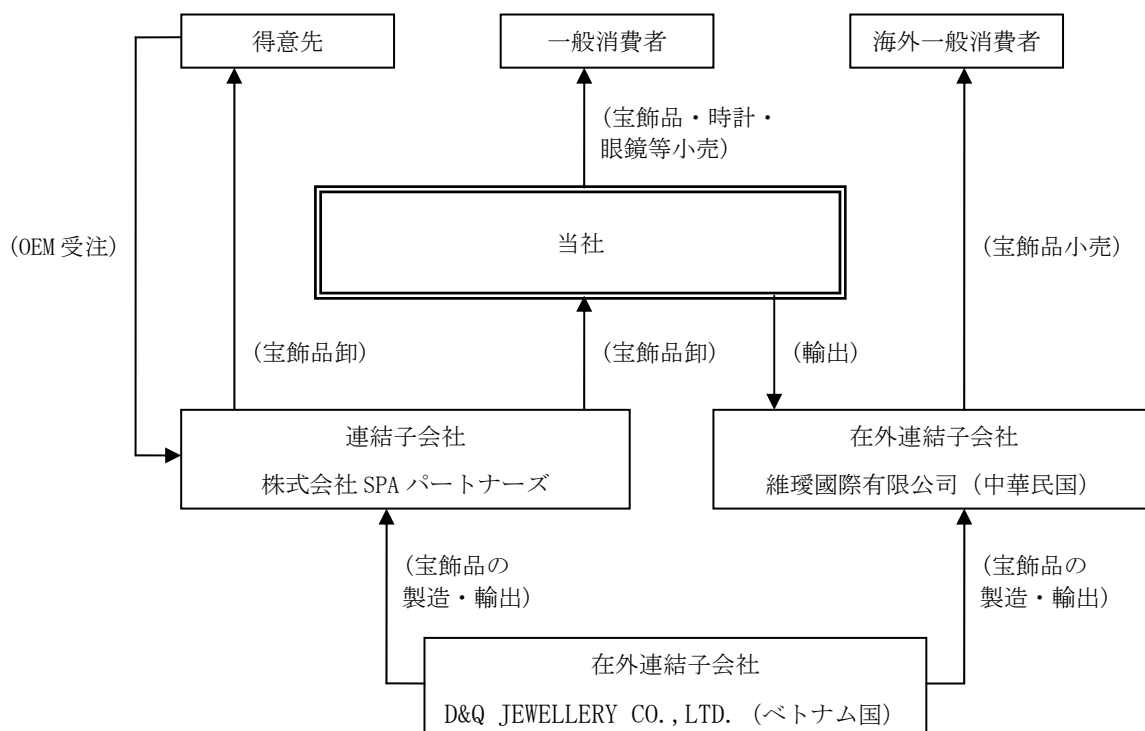 得意先
一般消費者
海外一般消費者
(宝飾品・時計・
眼鏡等小売)
当社
(OEM 受注)
(宝飾品小売)
(宝飾品卸)
(宝飾品卸)
(輸出)
連結子会社
株式会社 SPA パートナーズ
在外連結子会社
維璦國際有限公司 (中華民国)
(宝飾品の
製造・輸出)
(宝飾品の
製造・輸出)
在外連結子会社
D&Q JEWELLERY CO.,LTD. (ベトナム国)